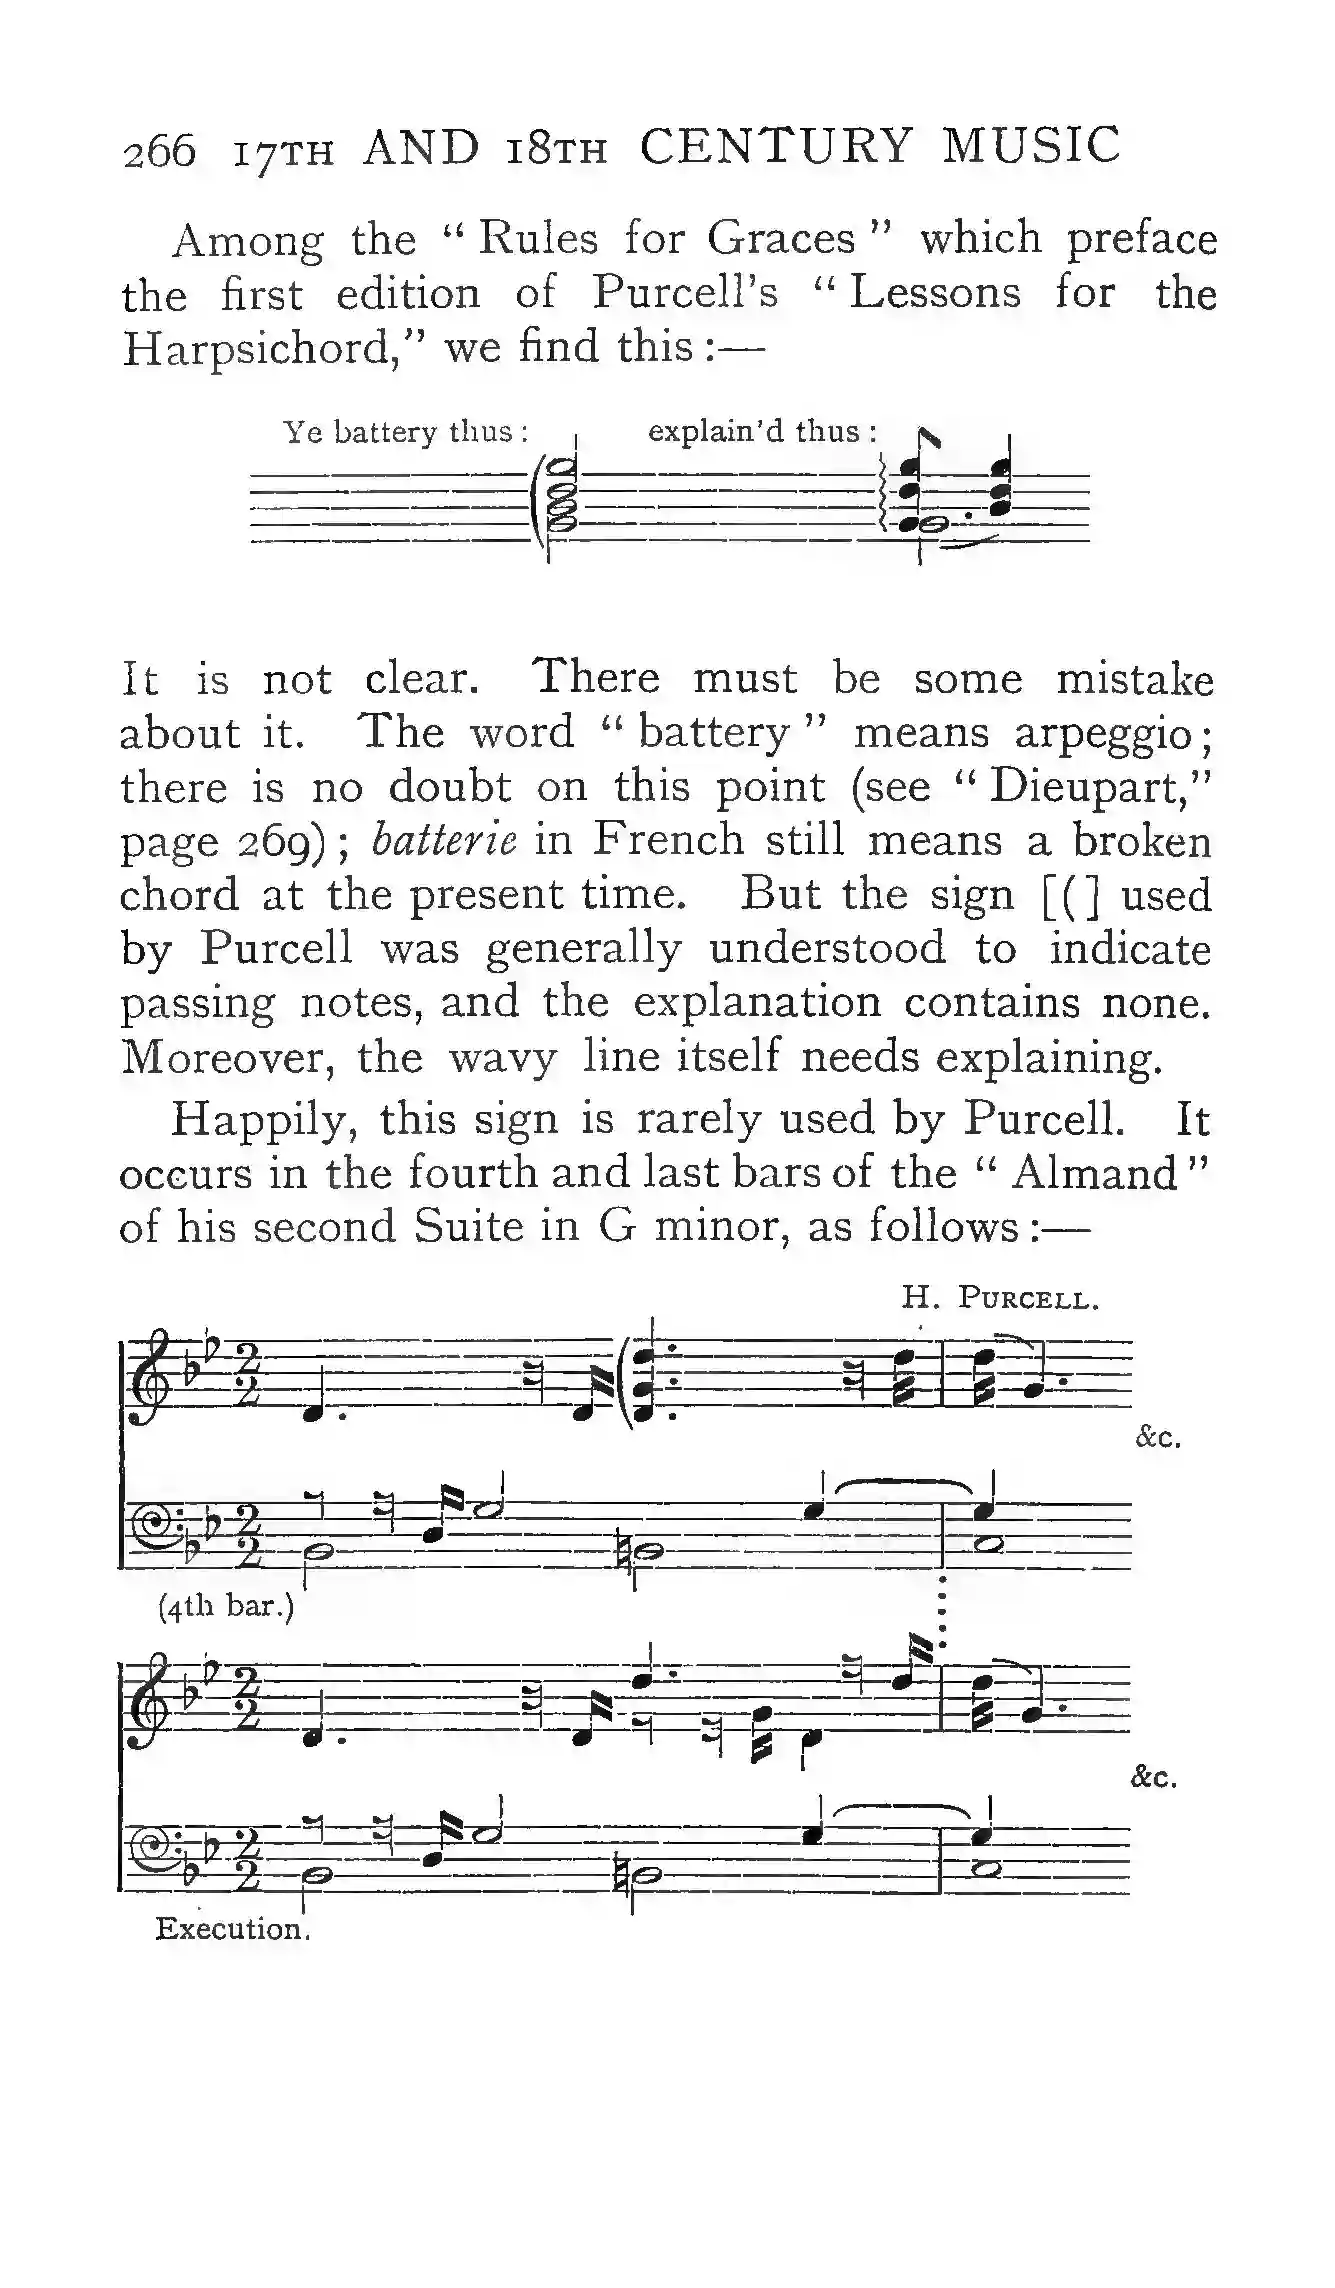 266 17TH AND 18TH CENTURY MUSIC
Among the “ Rules for Graces ” which preface
the first edition of Purcell’s “ Lessons for the
Harpsichord,” we find this :—
Ye battery thus : explain’d thus :
It is not clear. There must be some mistake
about it. The word “ battery ” means arpeggio;
there is no doubt on this point (see “ Dieupart,”
page 269) ; batterie in French still means a broken
chord at the present time. But the sign [(] used
by Purcell was generally understood to indicate
passing notes, and the explanation contains none.
Moreover, the wavy line itself needs explaining.
Happily, this sign is rarely used by Purcell. It
occurs in the fourth and last bars of the “ Almand ”
of his second Suite in G minor, as follows :—
H. PURCELL.
2
2
&c.
2
2
(4th bar.)
2
2
&c.
2
2
Execution.